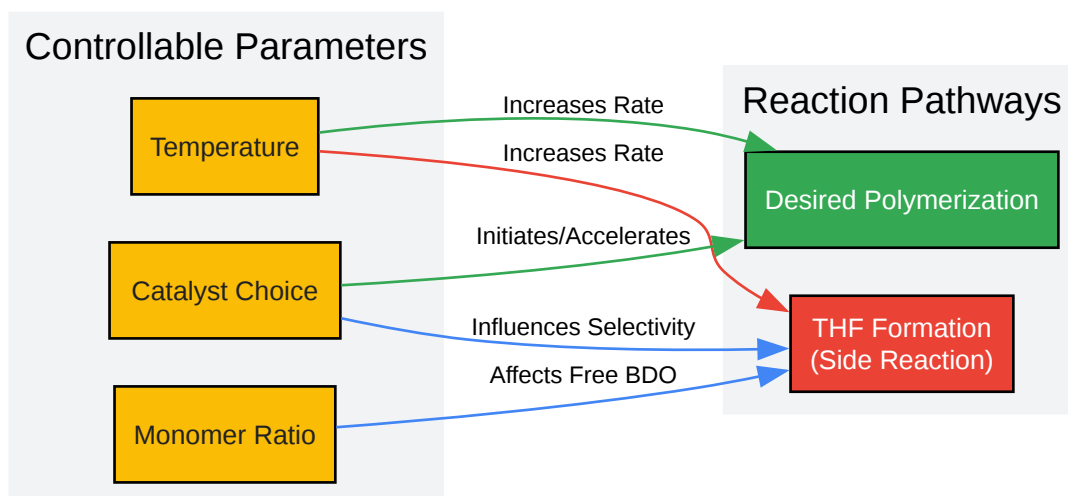 Controllable Parameters
Temperature
Catalyst Choice
Monomer Ratio
Increases Rate
Increases Rate
Initiates/Accelerates
Influences Selectivity
Affects Free BDO
Reaction Pathways
Desired Polymerization
THF Formation
(Side Reaction)